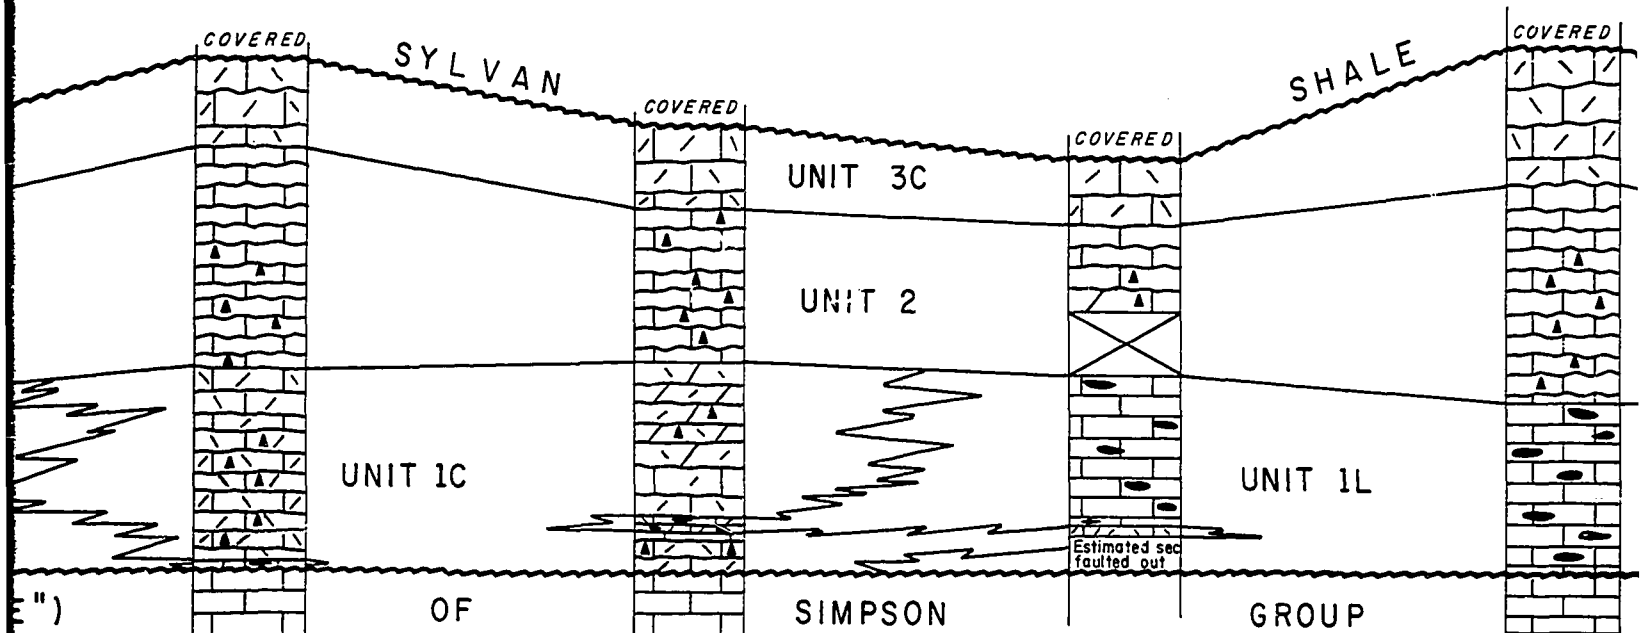 COVERED
COVERED
SYLVAN SHALE
COVERED
COVERED
UNIT 3C
UNIT 2
UNIT 1C
UNIT 1L
Estimated sec
faulted out
") OF SIMPSON GROUP